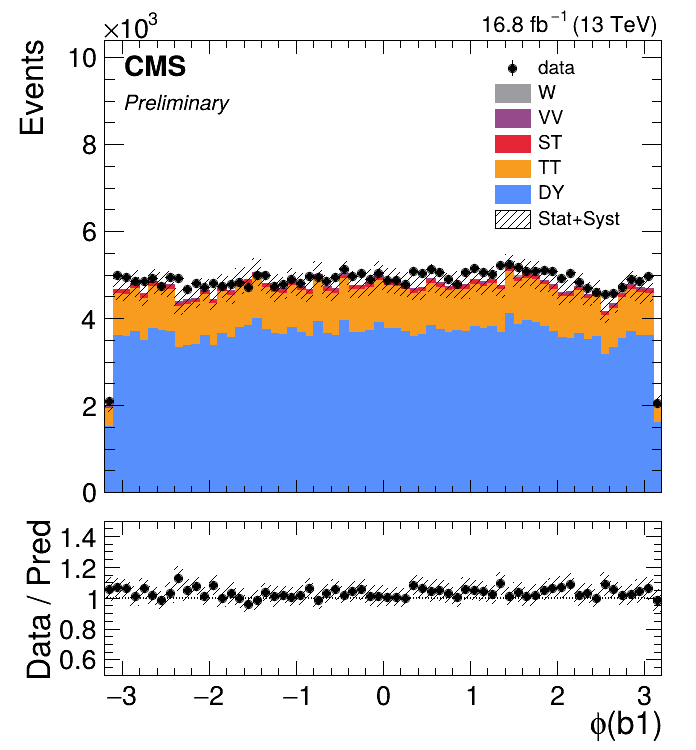 ×10³
16.8 fb⁻¹ (13 TeV)
Events
CMS
Preliminary
data
W
VV
ST
TT
DY
Stat+Syst
10
8
6
4
2
0
Data / Pred
1.4
1.2
1
0.8
0.6
−3 −2 −1 0 1 2 3
ϕ(b1)